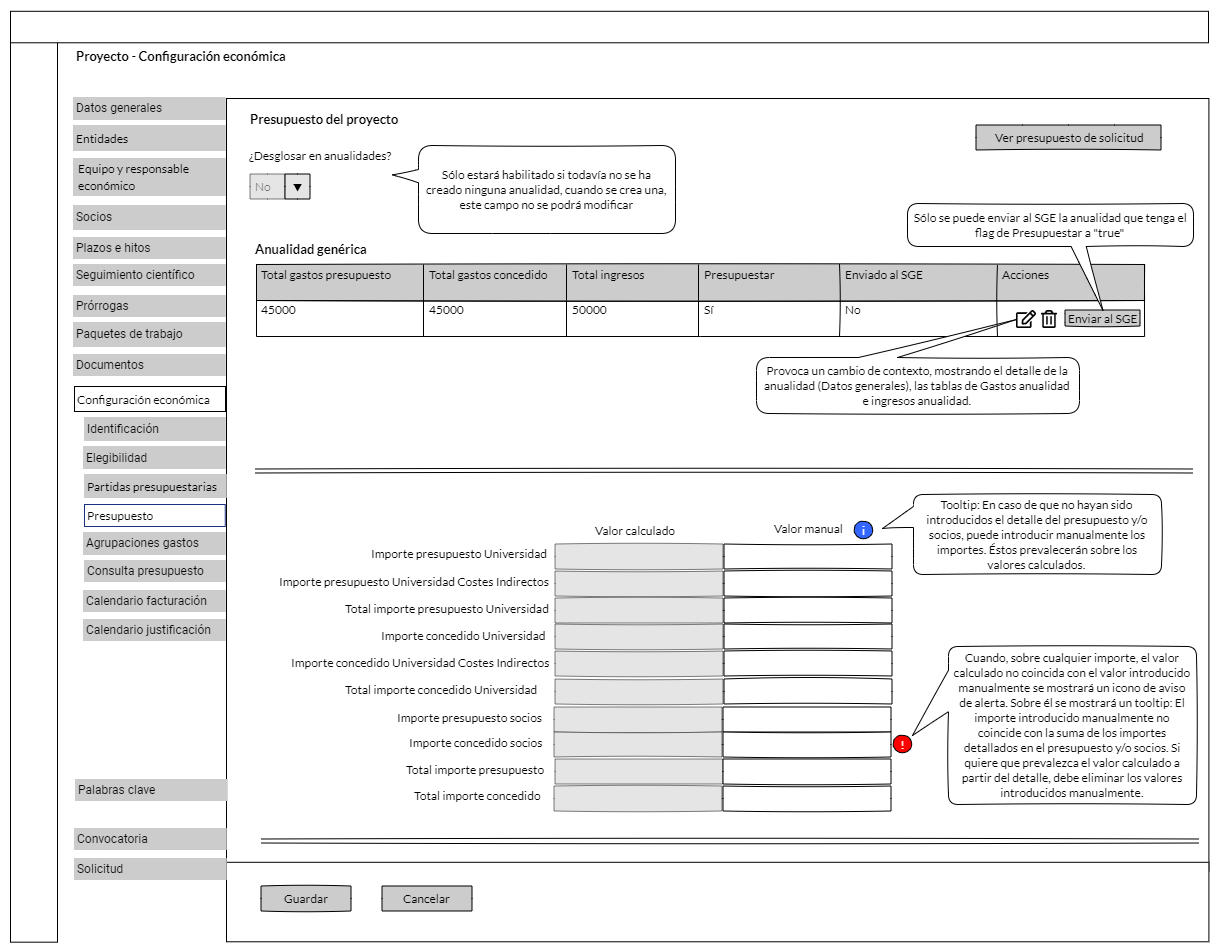 Proyecto - Configuración económica
Datos generales
Entidades
Equipo y responsable
económico
Socios
Plazos e hitos
Seguimiento científico
Prórrogas
Paquetes de trabajo
Documentos
Configuración económica
Identificación
Elegibilidad
Partidas presupuestarias
Presupuesto
Agrupaciones gastos
Consulta presupuesto
Calendario facturación
Calendario justificación
Palabras clave
Convocatoria
Solicitud
Presupuesto del proyecto
Ver presupuesto de solicitud
¿Desglosar en anualidades?
No
Sólo estará habilitado si todavía no se ha
creado ninguna anualidad, cuando se crea una,
este campo no se podrá modificar
Sólo se puede enviar al SGE la anualidad que tenga el
flag de Presupuestar a "true"
Anualidad genérica
Total gastos presupuesto Total gastos concedido Total ingresos Presupuestar Enviado al SGE Acciones
45000 45000 50000 Sí No Enviar al SGE
Provoca un cambio de contexto, mostrando el detalle de la
anualidad (Datos generales), las tablas de Gastos anualidad
e ingresos anualidad.
Valor calculado Valor manual i
Tooltip: En caso de que no hayan sido
introducidos el detalle del presupuesto y/o
socios, puede introducir manualmente los
importes. Éstos prevalecerán sobre los
valores calculados.
Importe presupuesto Universidad
Importe presupuesto Universidad Costes Indirectos
Total importe presupuesto Universidad
Importe concedido Universidad
Importe concedido Universidad Costes Indirectos
Total importe concedido Universidad
Importe presupuesto socios
Importe concedido socios !
Total importe presupuesto
Total importe concedido
Cuando, sobre cualquier importe, el valor
calculado no coincida con el valor introducido
manualmente se mostrará un icono de aviso
de alerta. Sobre él se mostrará un tooltip: El
importe introducido manualmente no
coincide con la suma de los importes
detallados en el presupuesto y/o socios. Si
quiere que prevalezca el valor calculado a
partir del detalle, debe eliminar los valores
introducidos manualmente.
Guardar Cancelar